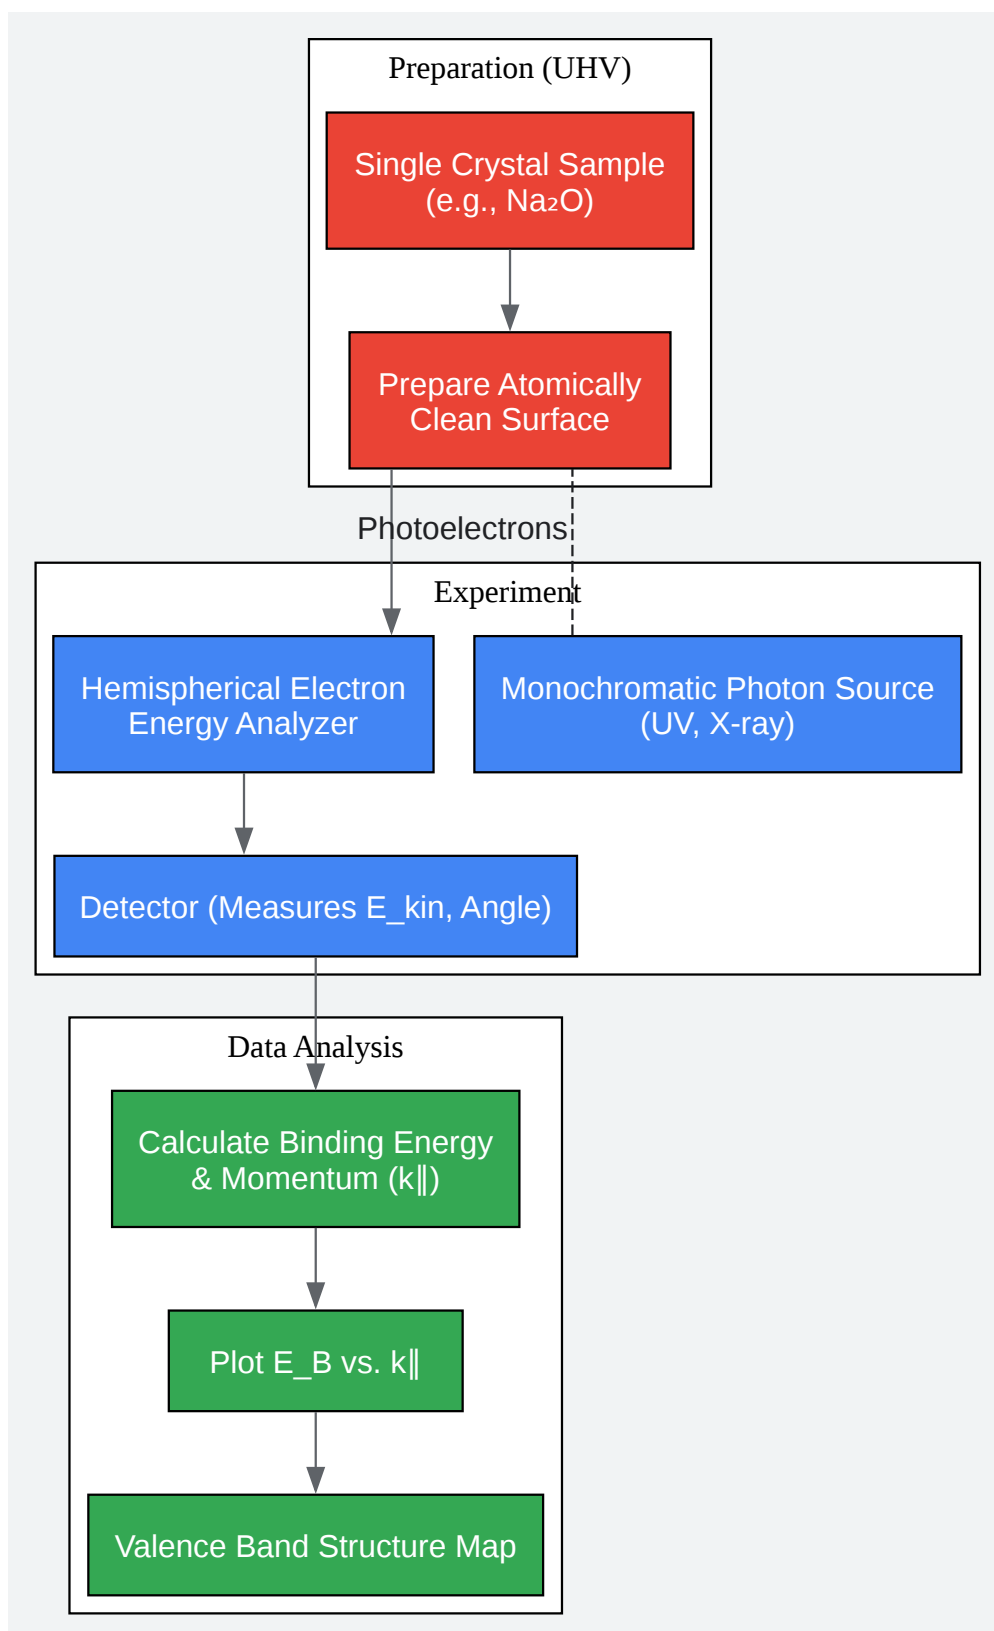 Preparation (UHV)
Single Crystal Sample
(e.g., Na₂O)
Prepare Atomically
Clean Surface
Photoelectrons
Experiment
Hemispherical Electron
Energy Analyzer
Monochromatic Photon Source
(UV, X-ray)
Detector (Measures E_kin, Angle)
Data Analysis
Calculate Binding Energy
& Momentum (k∥)
Plot E_B vs. k∥
Valence Band Structure Map